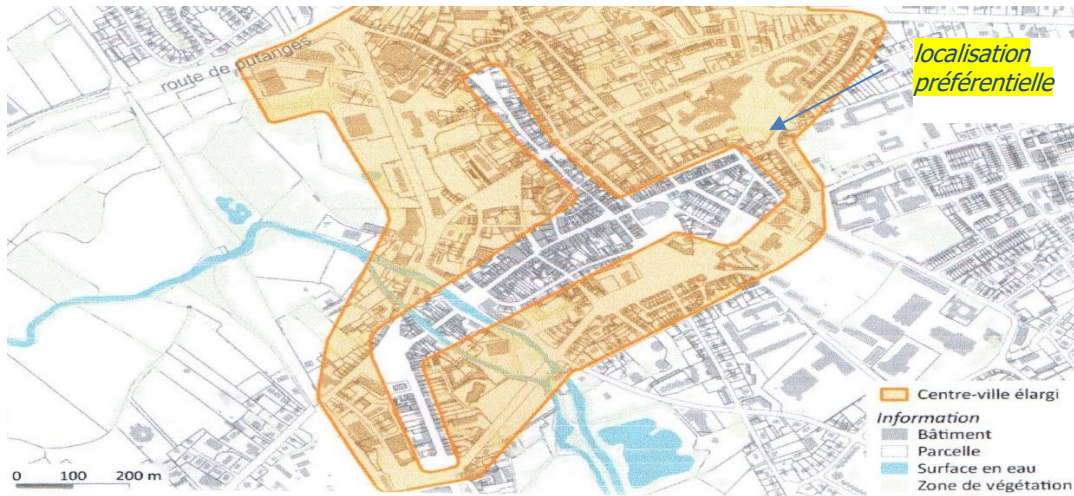 route de putanges
localisation
préférentielle
Centre-ville élargi
Information
Bâtiment
Parcelle
Surface en eau
Zone de végétation
0 100 200 m